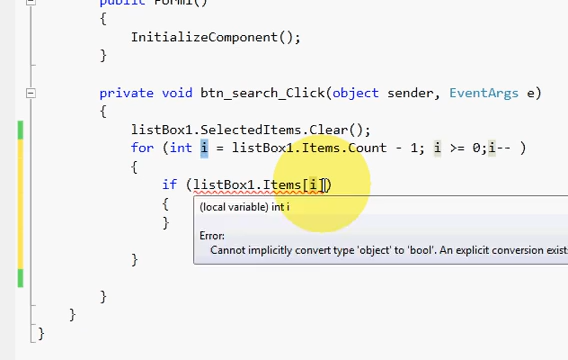 public Form1()
{
InitializeComponent();
}
private void btn_search_Click(object sender, EventArgs e)
{
listBox1.SelectedItems.Clear();
for (int i = listBox1.Items.Count - 1; i >= 0;i-- )
{
if (listBox1.Items[i])
{
(local variable) int i
Error:
}
Cannot implicitly convert type 'object' to 'bool'. An explicit conversion exist
}
}
}
}